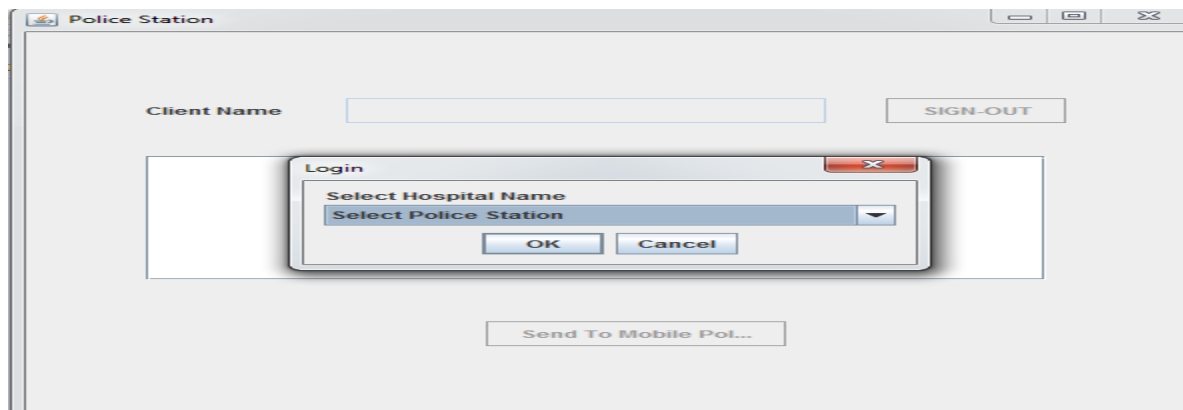 Police Station
Client Name
SIGN-OUT
Login
Select Hospital Name
Select Police Station
OK Cancel
Send To Mobile Pol...